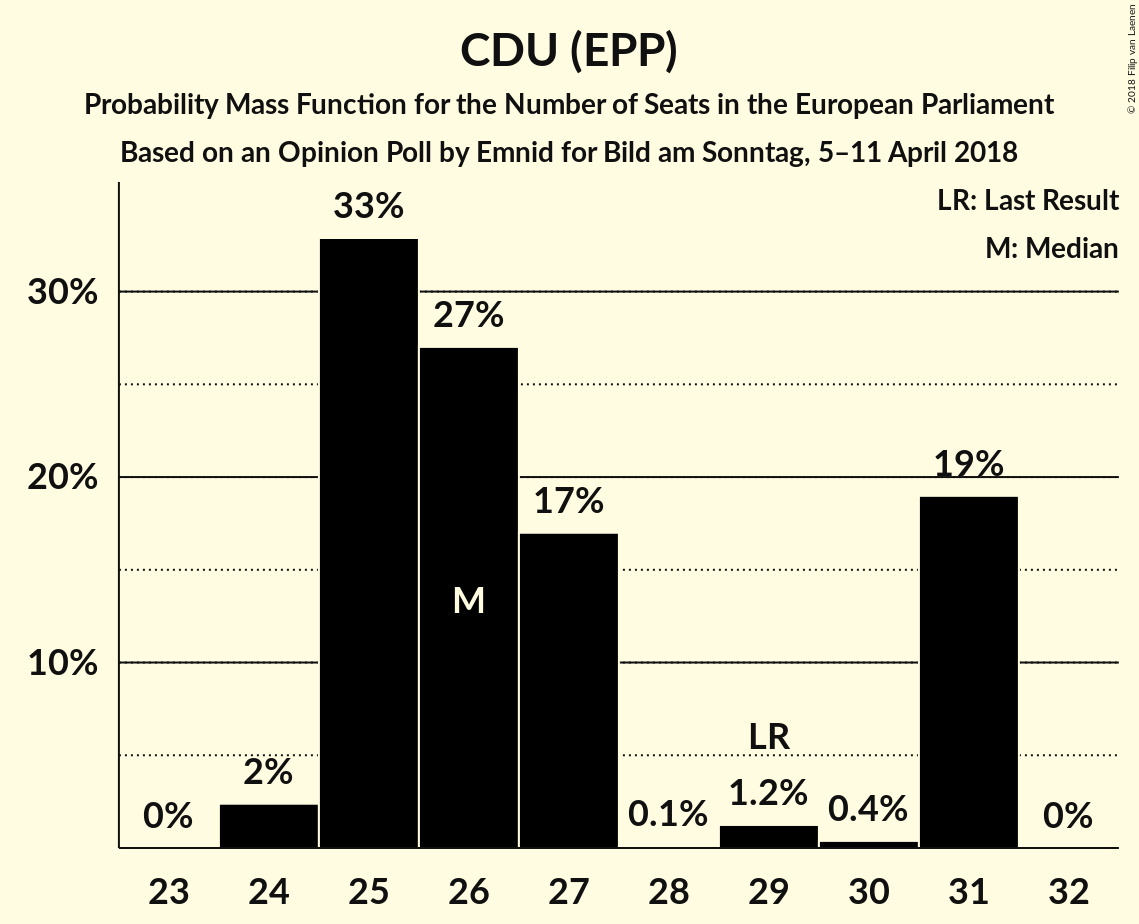 CDU (EPP)
Probability Mass Function for the Number of Seats in the European Parliament
Based on an Opinion Poll by Emnid for Bild am Sonntag, 5–11 April 2018
© 2018 Filip van Laenen
LR: Last Result
M: Median
33%
30%
27%
20%
19%
17%
M
10%
LR
2%
1.2%
0.4%
0%
0.1%
0%
23 24 25 26 27 28 29 30 31 32